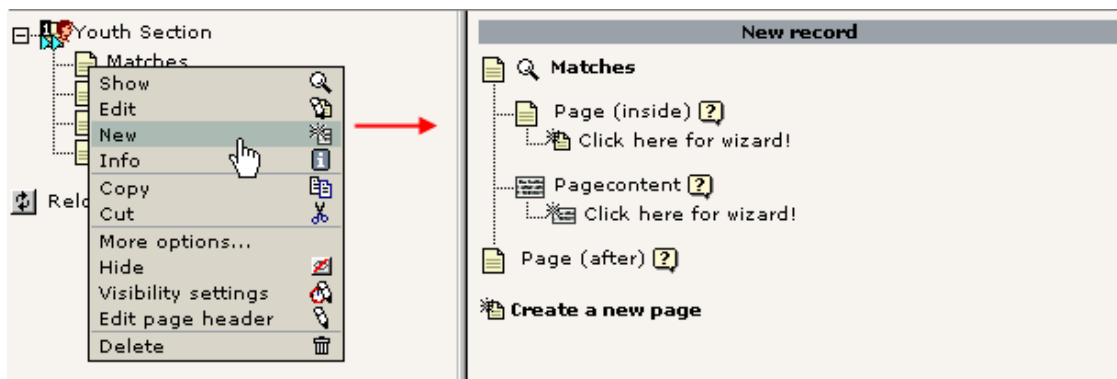 Youth Section
Matches
Show
Edit
New
Info
Copy
Cut
More options...
Hide
Visibility settings
Edit page header
Delete
New record
Matches
Page (inside)
Click here for wizard!
Pagecontent
Click here for wizard!
Page (after)
Create a new page